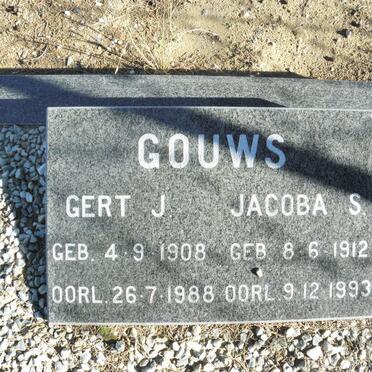 GOUWS
GERT J. JACOBA S.
GEB. 4·9·1908 GEB. 8·6·1912
OORL. 26·7·1988 OORL. 9·12·1993